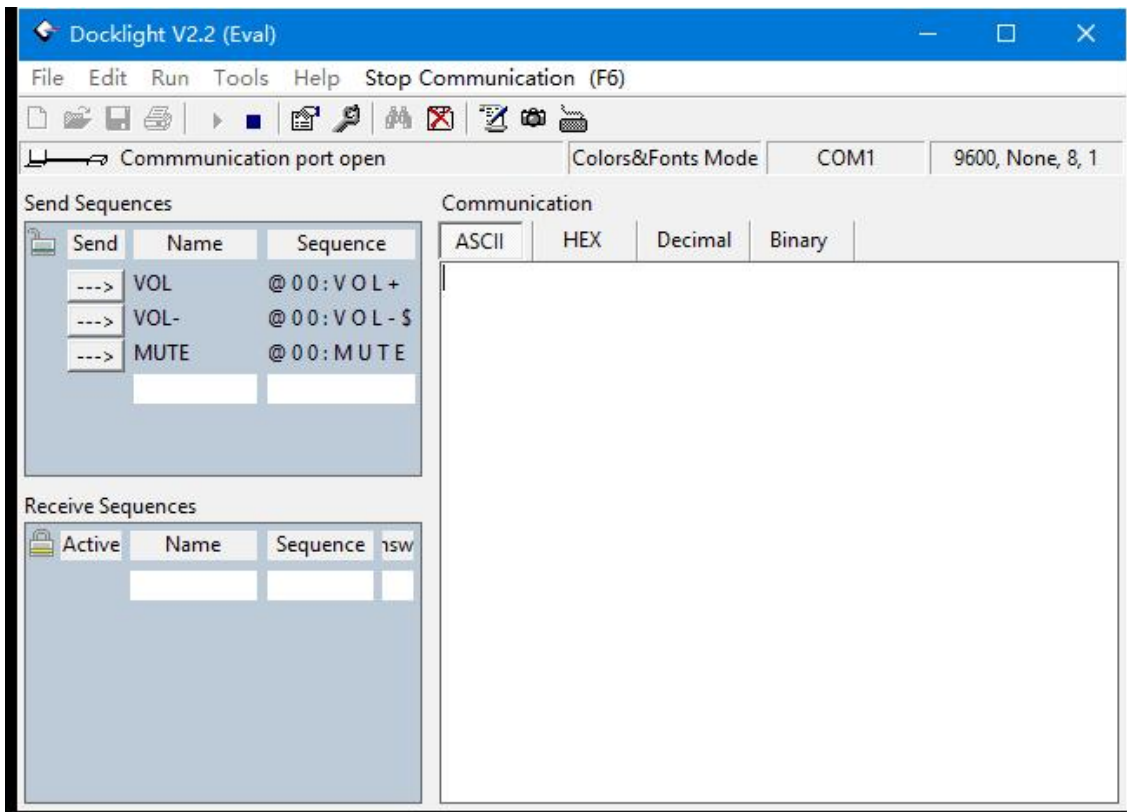 Docklight V2.2 (Eval)
File Edit Run Tools Help Stop Communication (F6)
Commmunication port open Colors&Fonts Mode COM1 9600, None, 8, 1
Send Sequences
Send Name Sequence
---> VOL @00:VOL+
---> VOL- @00:VOL-$
---> MUTE @00:MUTE
Receive Sequences
Active Name Sequence nsw
Communication
ASCII HEX Decimal Binary